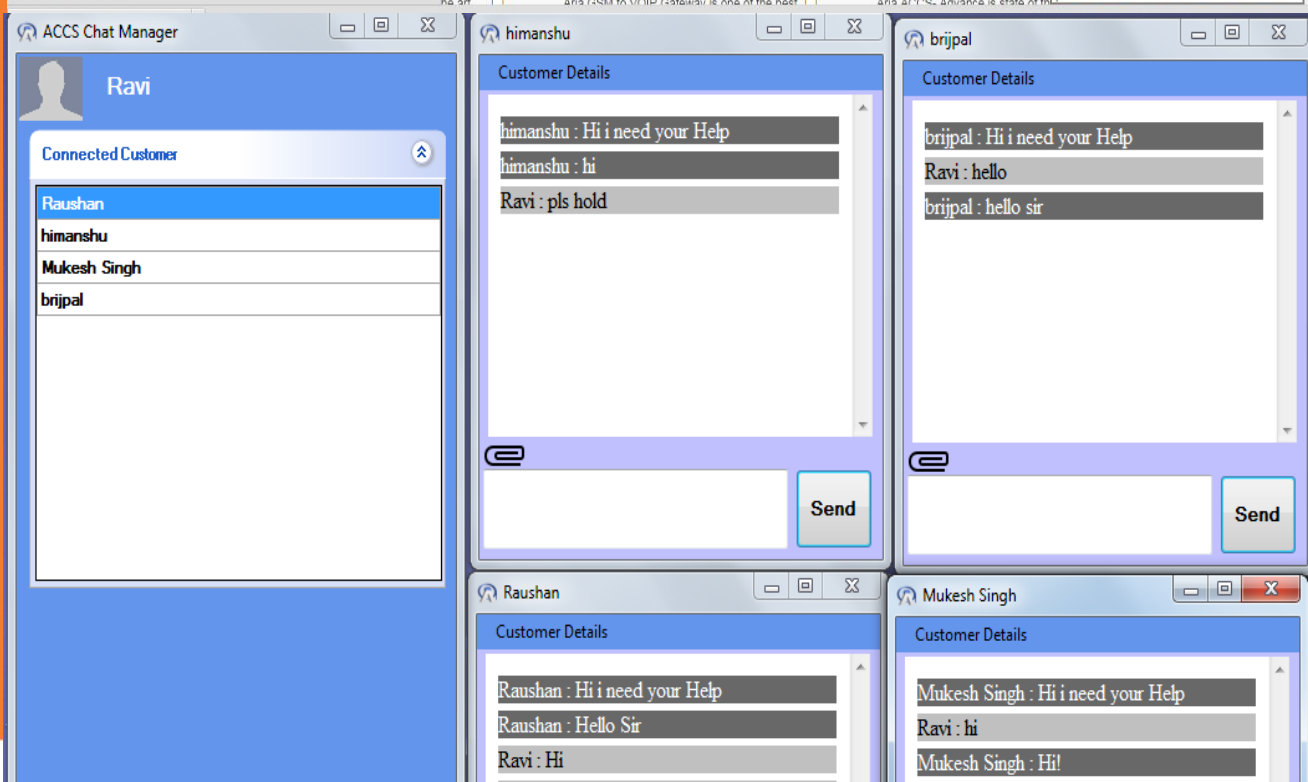 ACCS Chat Manager
Ravi
Connected Customer
Raushan
himanshu
Mukesh Singh
brijpal
himanshu
Customer Details
himanshu : Hi i need your Help
himanshu : hi
Ravi : pls hold
Send
brijpal
Customer Details
brijpal : Hi i need your Help
Ravi : hello
brijpal : hello sir
Send
Raushan
Customer Details
Raushan : Hi i need your Help
Raushan : Hello Sir
Ravi : Hi
Mukesh Singh
Customer Details
Mukesh Singh : Hi i need your Help
Ravi : hi
Mukesh Singh : Hi!